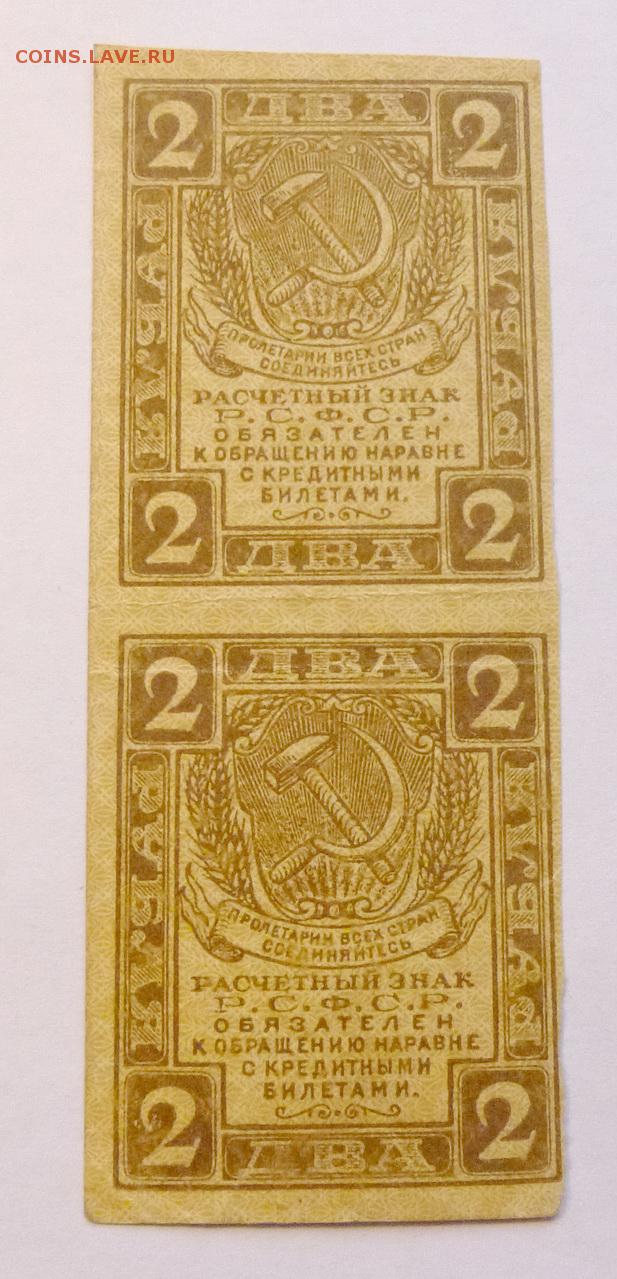 COINS.LAVE.RU
2 ДВА 2
РУБЛЯ
РУБЛЯ
ПРОЛЕТАРИИ ВСЕХ СТРАН
СОЕДИНЯЙТЕСЬ
РАСЧЕТНЫЙ ЗНАК
Р.С.Ф.С.Р.
ОБЯЗАТЕЛЕН
К ОБРАЩЕНИЮ НАРАВНЕ
С КРЕДИТНЫМИ
БИЛЕТАМИ.
2 ДВА 2
2 ДВА 2
РУБЛЯ
РУБЛЯ
ПРОЛЕТАРИИ ВСЕХ СТРАН
СОЕДИНЯЙТЕСЬ
РАСЧЕТНЫЙ ЗНАК
Р.С.Ф.С.Р.
ОБЯЗАТЕЛЕН
К ОБРАЩЕНИЮ НАРАВНЕ
С КРЕДИТНЫМИ
БИЛЕТАМИ.
2 ДВА 2